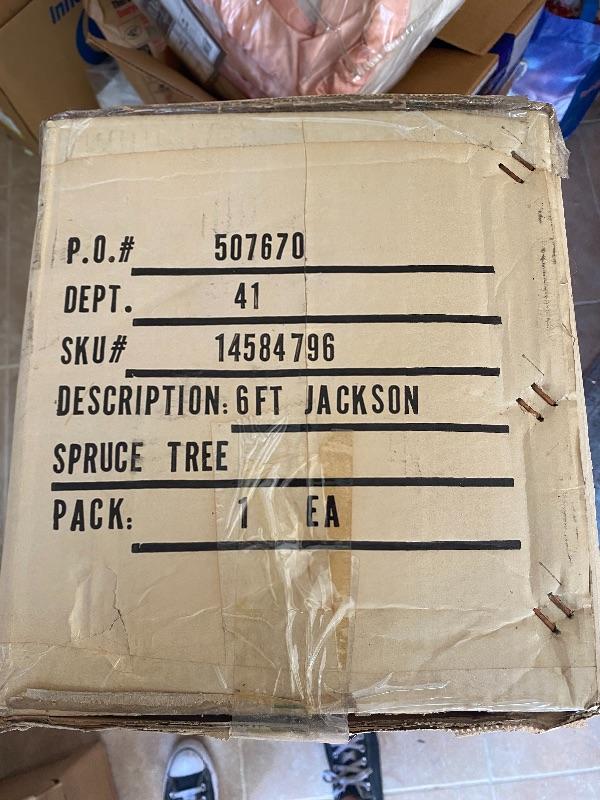 P.O.# 507670
DEPT. 41
SKU# 14584796
DESCRIPTION: 6FT JACKSON
SPRUCE TREE
PACK: 1 EA